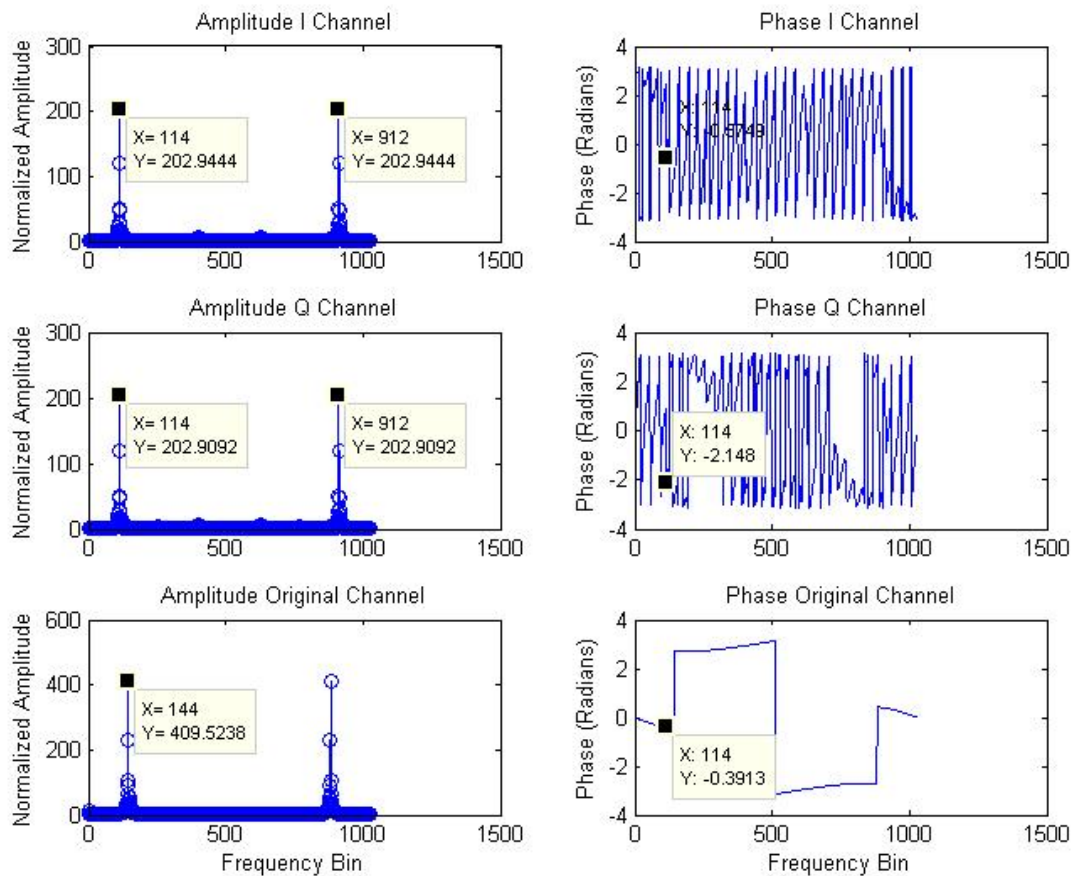 Amplitude I Channel
Normalized Amplitude
300
200
100
0
0
500
1000
1500
X= 114
Y= 202.9444
X= 912
Y= 202.9444
Phase I Channel
Phase (Radians)
4
2
0
-2
-4
0
500
1000
1500
X: 114
Y: -0.5749
Amplitude Q Channel
Normalized Amplitude
300
200
100
0
0
500
1000
1500
X= 114
Y= 202.9092
X= 912
Y= 202.9092
Phase Q Channel
Phase (Radians)
4
2
0
-2
-4
0
500
1000
1500
X: 114
Y: -2.148
Amplitude Original Channel
Normalized Amplitude
600
400
200
0
0
500
1000
1500
X= 144
Y= 409.5238
Frequency Bin
Phase Original Channel
Phase (Radians)
4
2
0
-2
-4
0
500
1000
1500
X: 114
Y: -0.3913
Frequency Bin